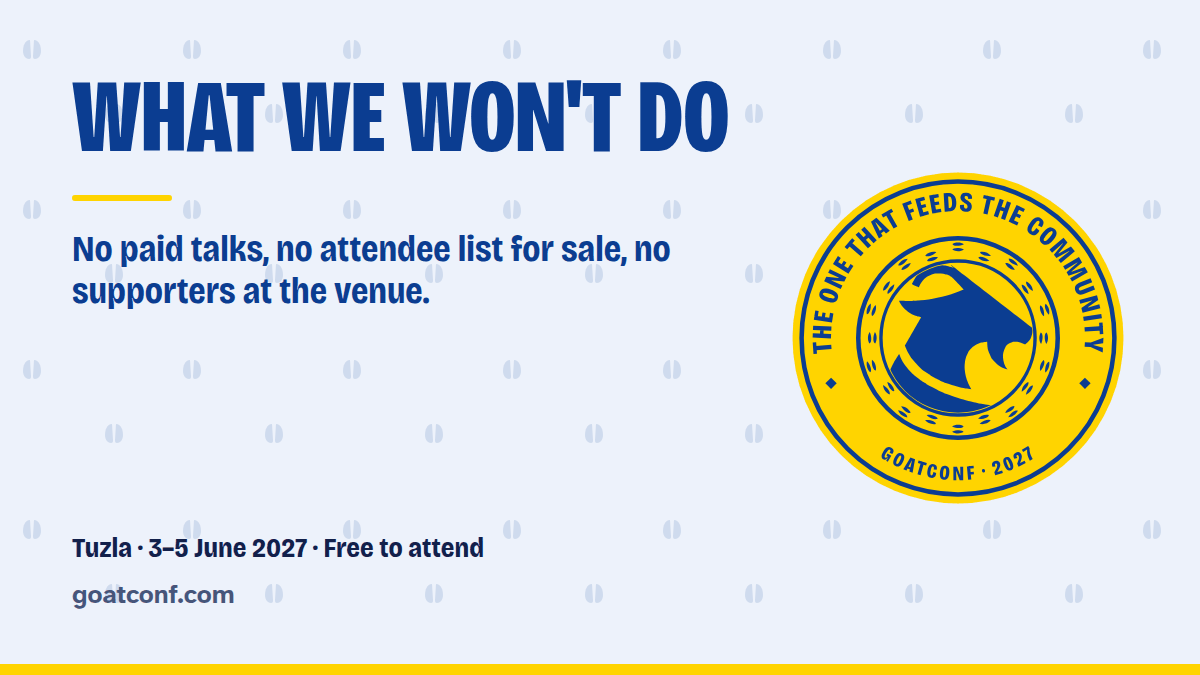 WHAT WE WON'T DO
No paid talks, no attendee list for sale, no
supporters at the venue.
THE ONE THAT FEEDS THE COMMUNITY
GOATCONF · 2027
Tuzla · 3–5 June 2027 · Free to attend
goatconf.com